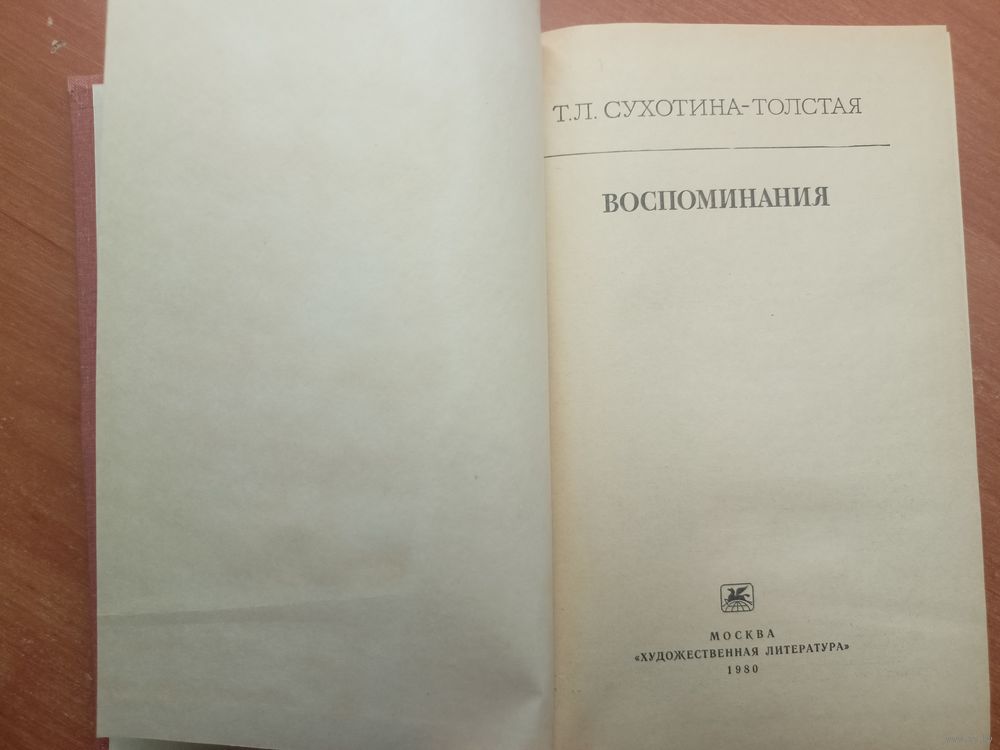 Т.Л. СУХОТИНА-ТОЛСТАЯ
ВОСПОМИНАНИЯ
МОСКВА
«ХУДОЖЕСТВЕННАЯ ЛИТЕРАТУРА»
1980